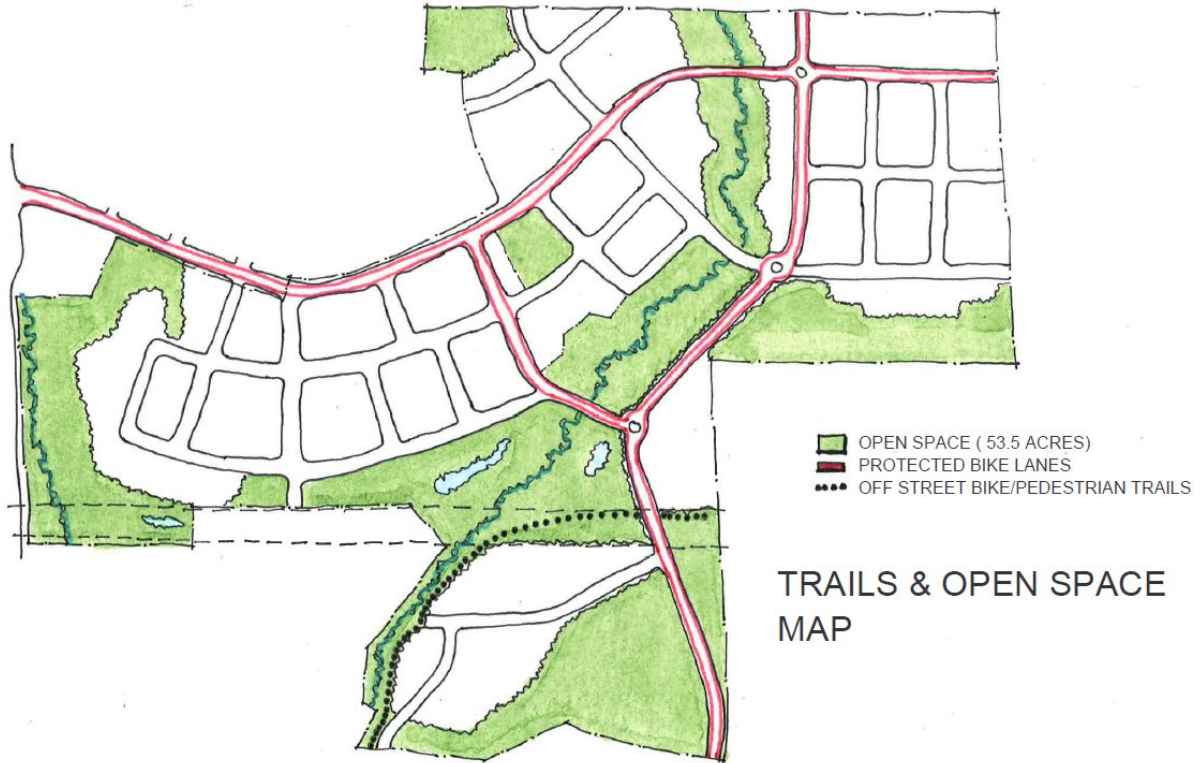 OPEN SPACE ( 53.5 ACRES)
PROTECTED BIKE LANES
OFF STREET BIKE/PEDESTRIAN TRAILS
TRAILS & OPEN SPACE
MAP